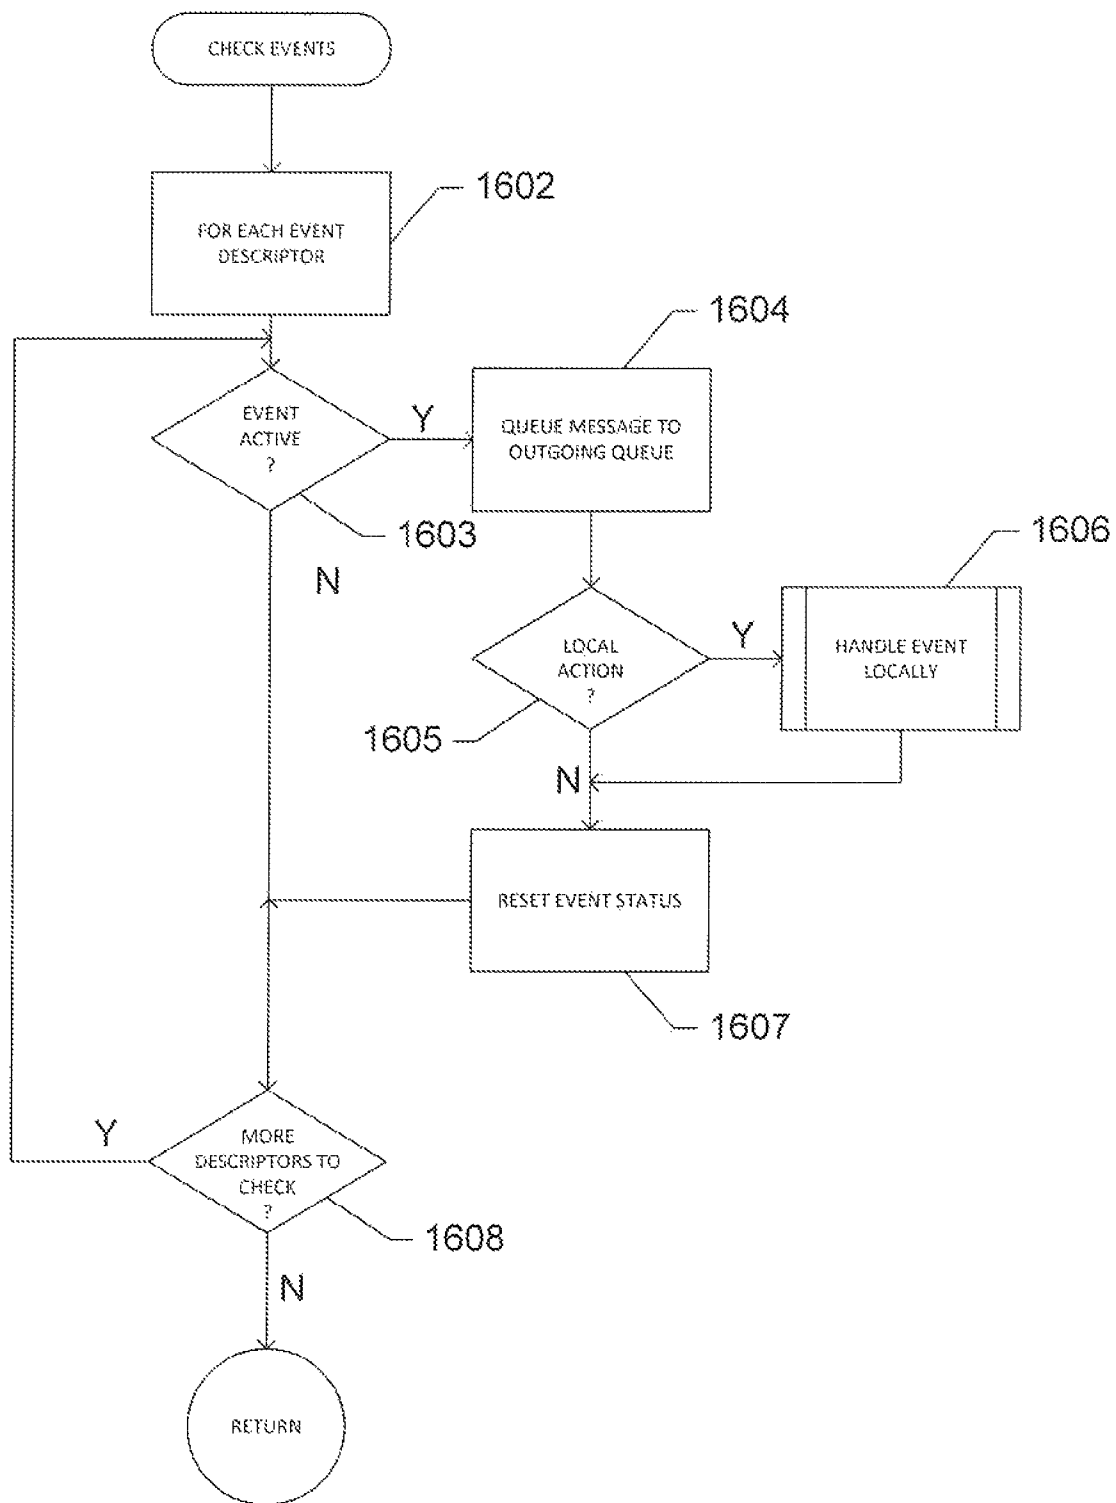 CHECK EVENTS
1602
FOR EACH EVENT
DESCRIPTOR
1604
EVENT
ACTIVE
?
Y
QUEUE MESSAGE TO
OUTGOING QUEUE
1603
N
1606
LOCAL
ACTION
?
Y
HANDLE EVENT
LOCALLY
1605
N
RESET EVENT STATUS
1607
Y
MORE
DESCRIPTORS TO
CHECK
?
1608
N
RETURN